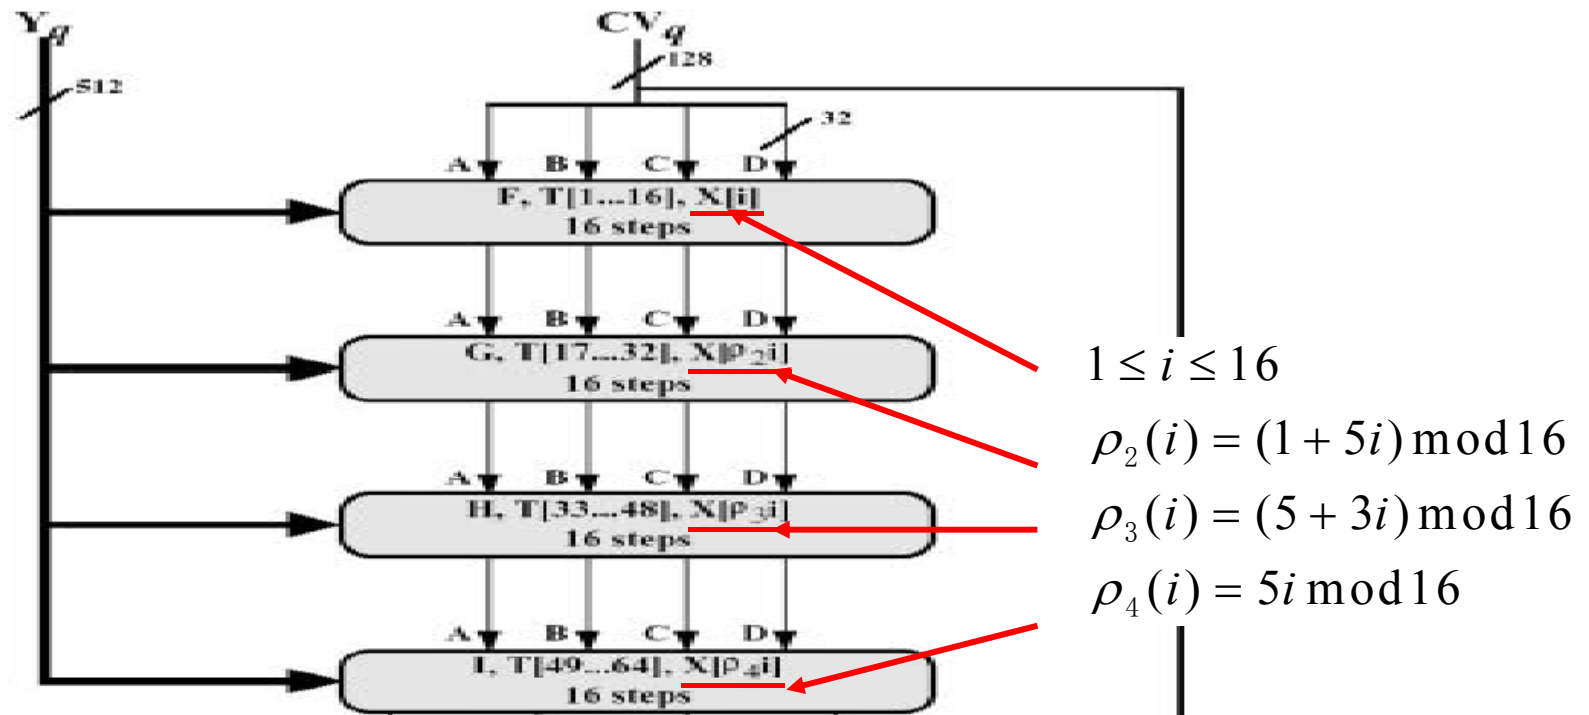 Yq CVq
128
512
32
A B C D
F, T[1...16], X[i]
16 steps
A B C D
G, T[17...32], X[ρ2i]
16 steps
1 ≤ i ≤ 16
ρ2(i) = (1 + 5i) mod 16
A B C D
H, T[33...48], X[ρ3i]
16 steps
ρ3(i) = (5 + 3i) mod 16
ρ4(i) = 5i mod 16
A B C D
I, T[49...64], X[ρ4i]
16 steps